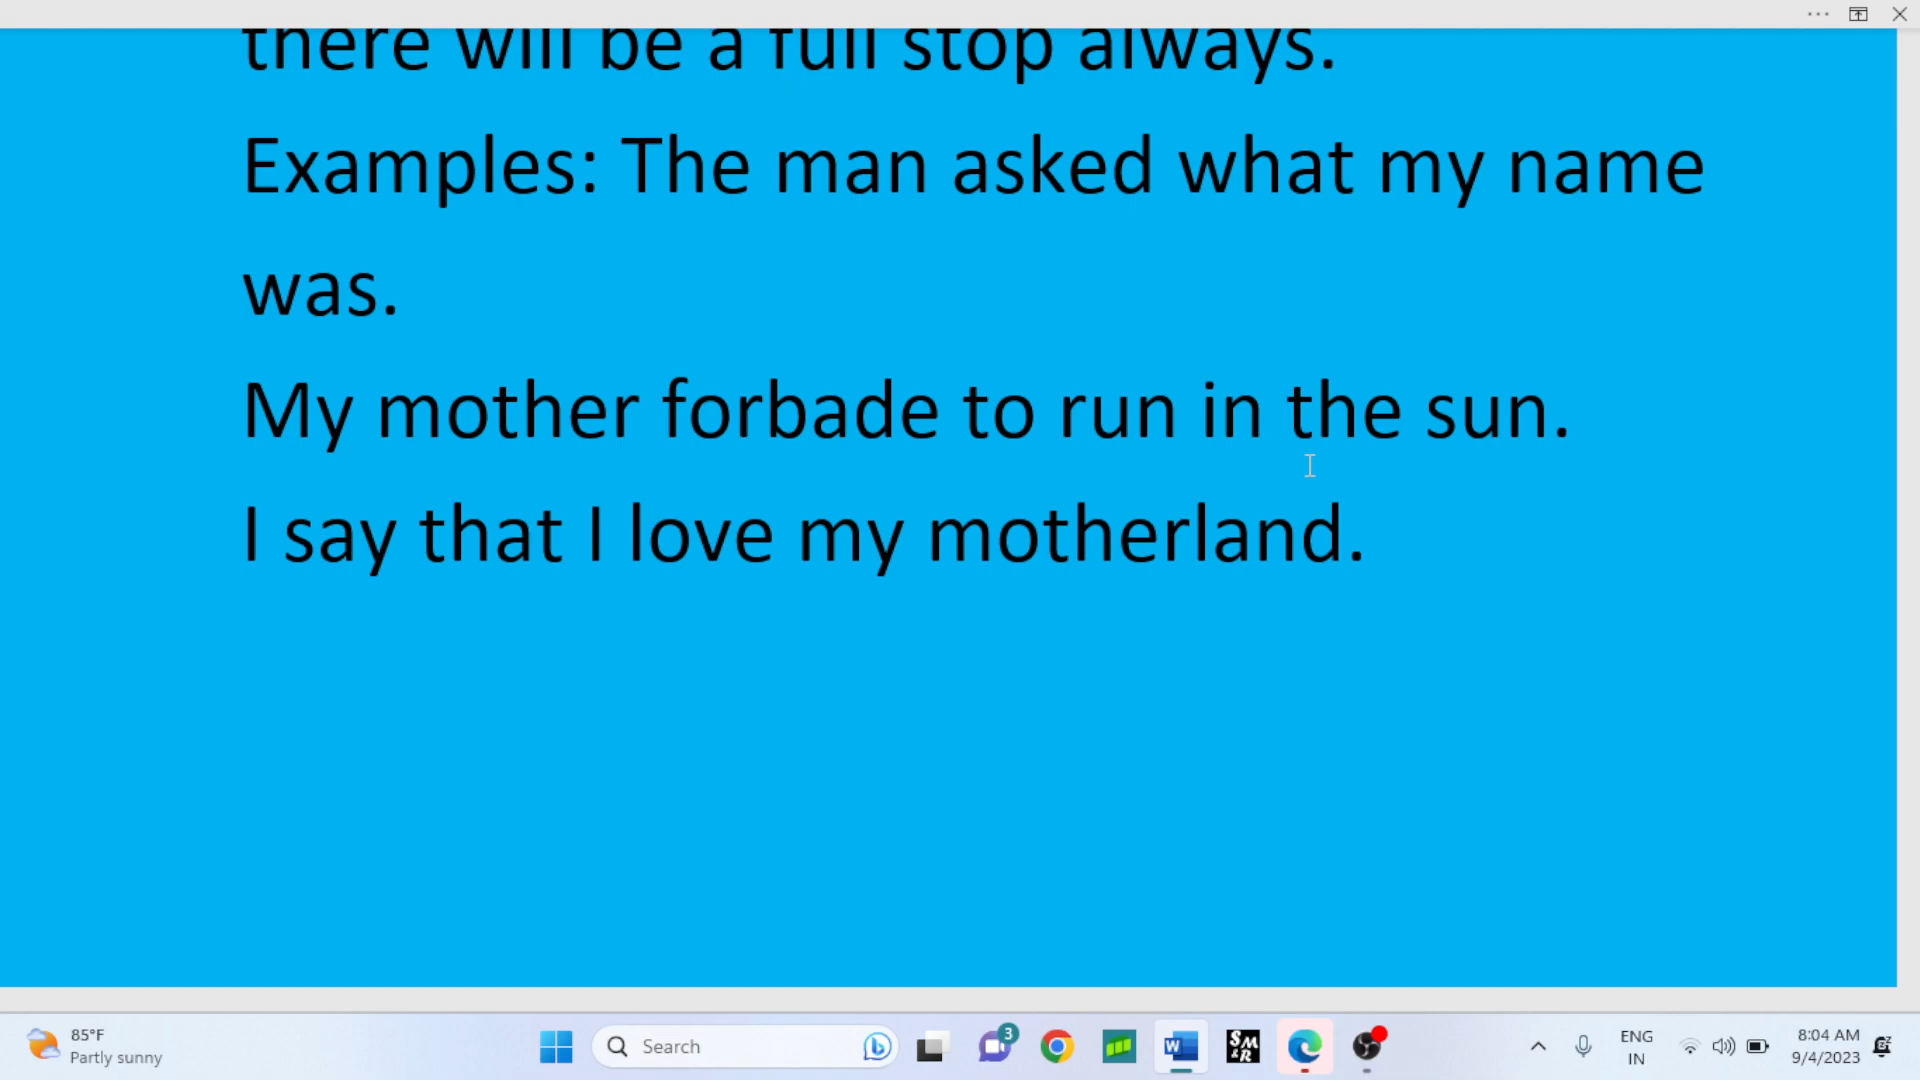 there will be a full stop always.
Examples: The man asked what my name
was.
My mother forbade to run in the sun.
I say that I love my motherland.
85°F
Partly sunny
Search
3
W
SM
&R
ENG
IN
8:04 AM
9/4/2023